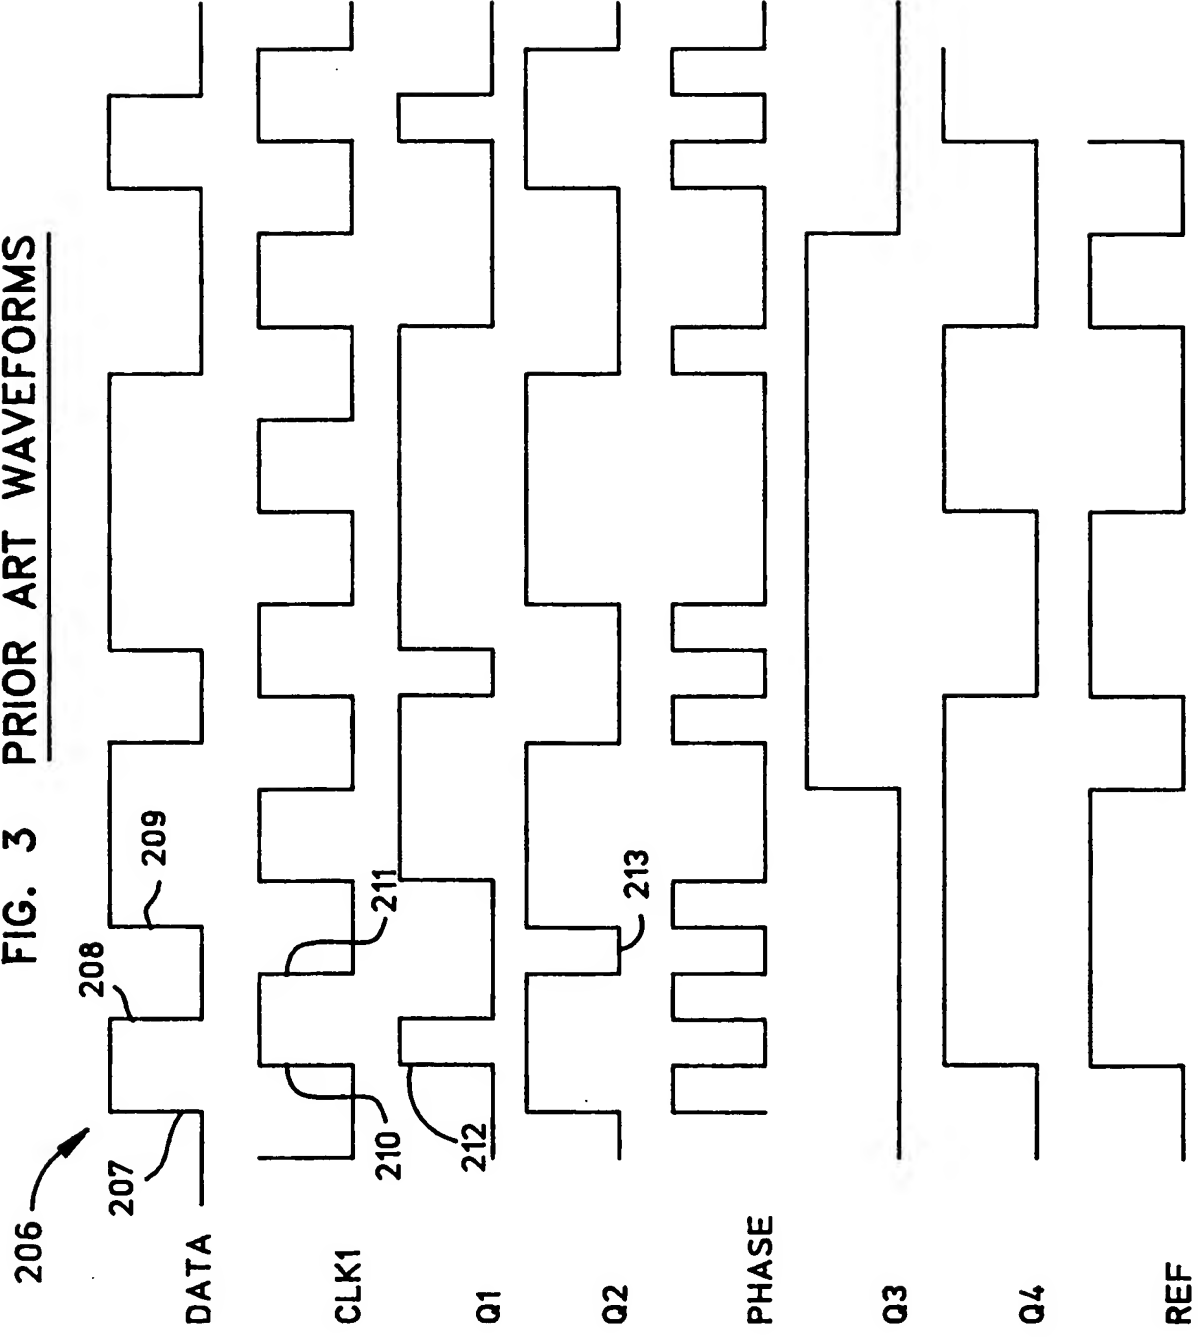 FIG. 3 PRIOR ART WAVEFORMS
206
207
208
209
DATA
210
211
CLK1
212
Q1
213
Q2
PHASE
Q3
Q4
REF